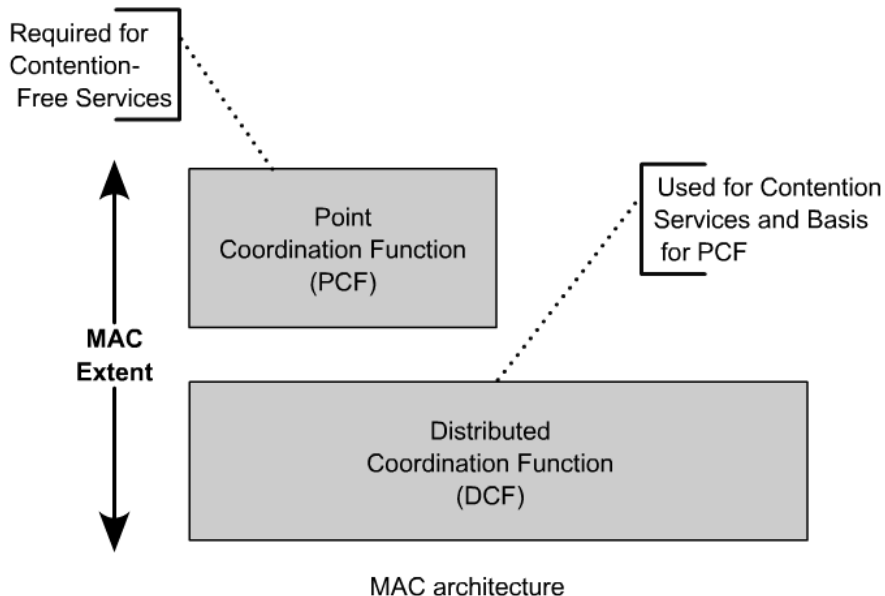 Required for
Contention-
Free Services
Point
Coordination Function
(PCF)
Used for Contention
Services and Basis
for PCF
MAC
Extent
Distributed
Coordination Function
(DCF)
MAC architecture